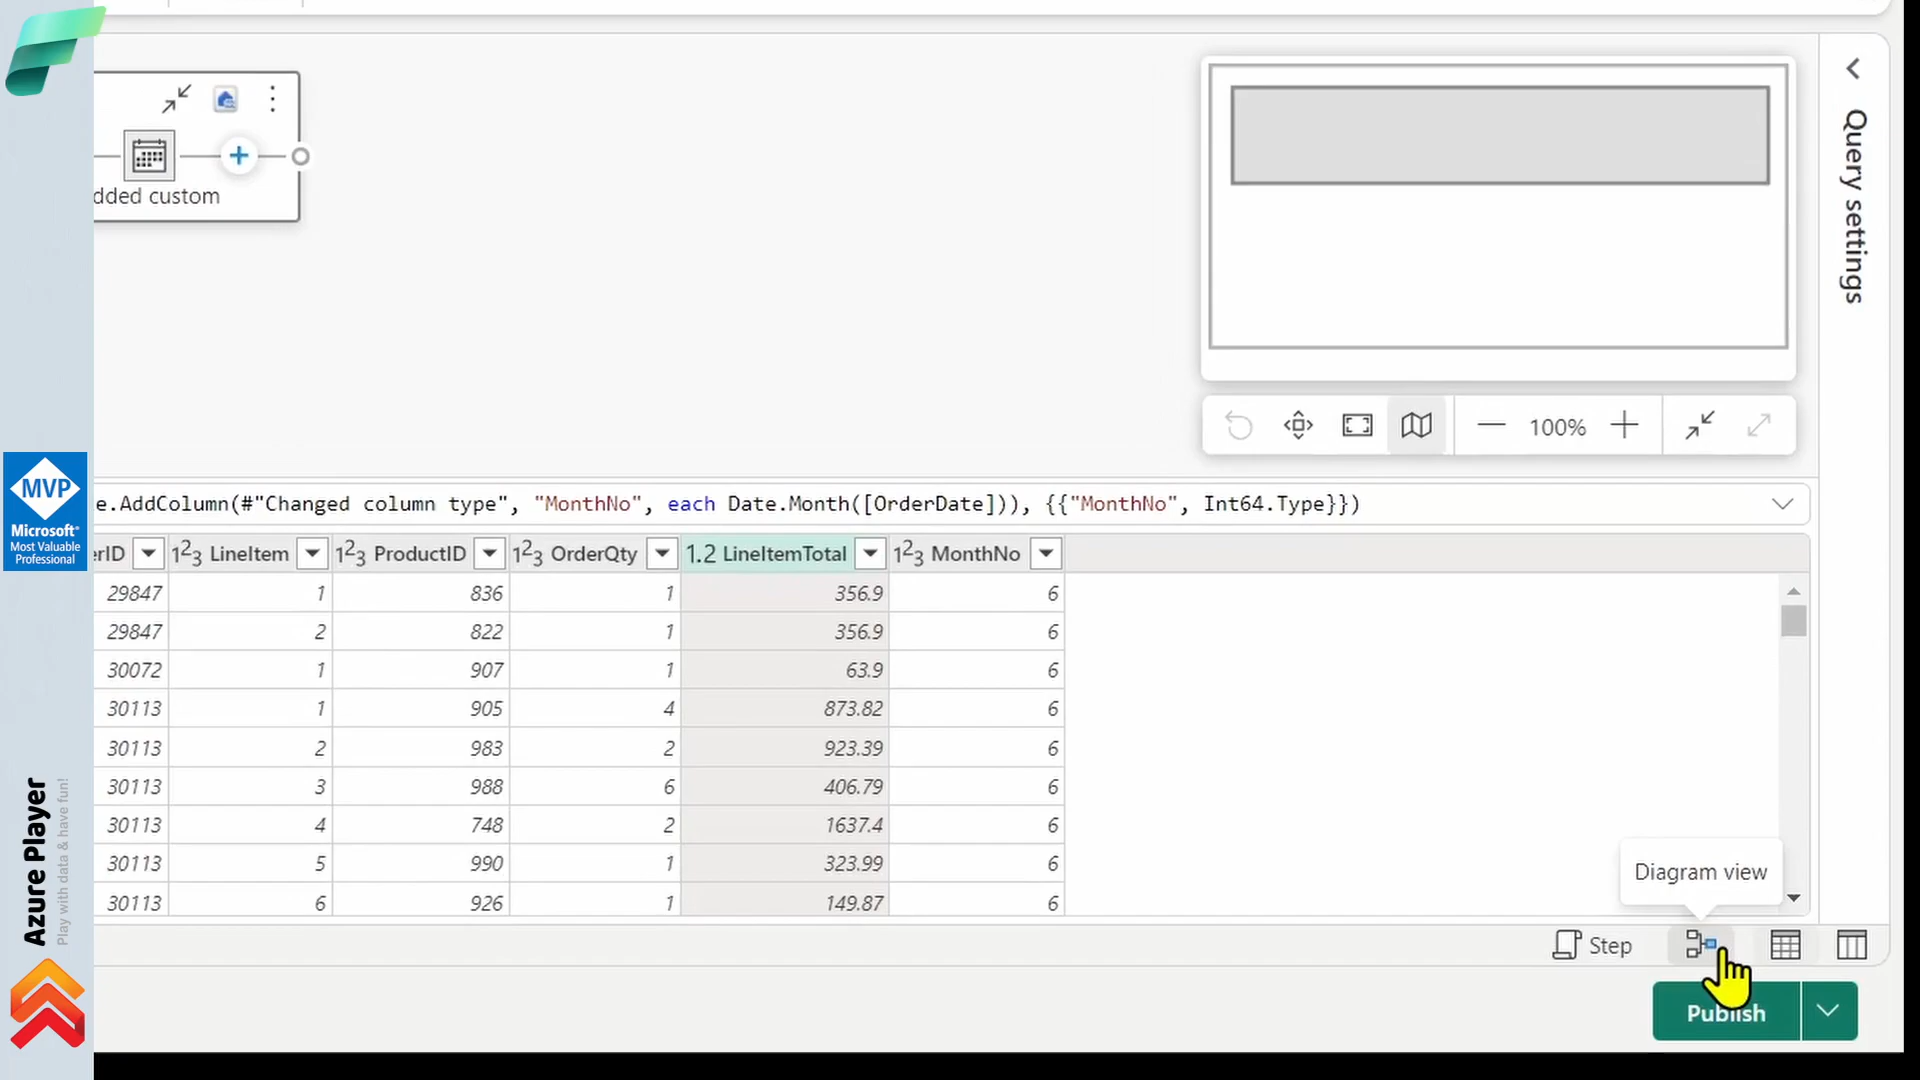 dded custom
Query settings
100%
e.AddColumn(#"Changed column type", "MonthNo", each Date.Month([OrderDate])), {{"MonthNo", Int64.Type}})
erID 123 LineItem 123 ProductID 123 OrderQty 1.2 LineItemTotal 123 MonthNo
29847 1 836 1 356.9 6
29847 2 822 1 356.9 6
30072 1 907 1 63.9 6
30113 1 905 4 873.82 6
30113 2 983 2 923.39 6
30113 3 988 6 406.79 6
30113 4 748 2 1637.4 6
30113 5 990 1 323.99 6
30113 6 926 1 149.87 6
Diagram view
Step
Publish
MVP
Microsoft®
Most Valuable
Professional
Azure Player
Play with data & have fun!